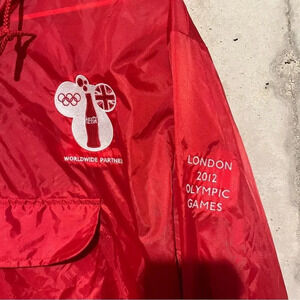 WORLDWIDE PARTNER
LONDON
2012
OLYMPIC
GAMES